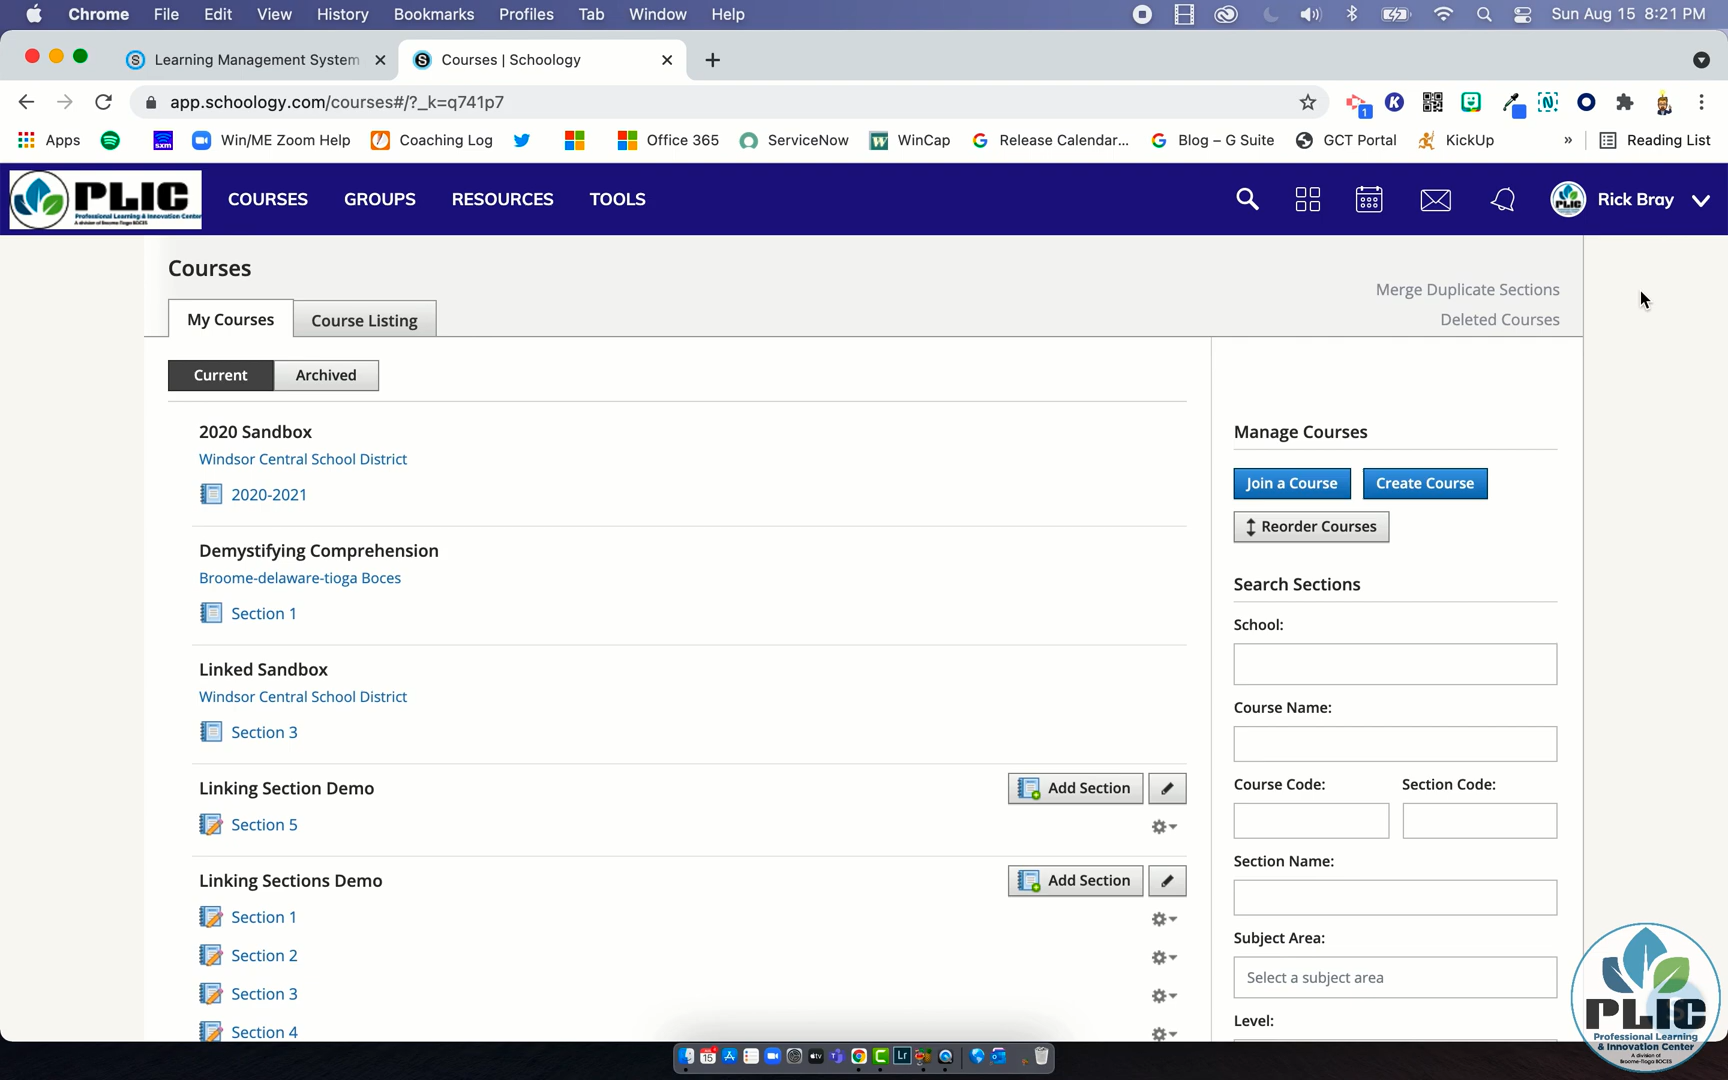 Chrome File Edit View History Bookmarks Profiles Tab Window Help Sun Aug 15 8:21 PM
Learning Management System Courses | Schoology
app.schoology.com/courses#/?_k=q741p7
Apps Win/ME Zoom Help Coaching Log Office 365 ServiceNow WinCap Release Calendar... Blog – G Suite GCT Portal KickUp » Reading List
PLIC COURSES GROUPS RESOURCES TOOLS Rick Bray
Professional Learning & Innovation Center
Courses
Merge Duplicate Sections
Deleted Courses
My Courses Course Listing
Current Archived
2020 Sandbox
Windsor Central School District
2020-2021
Demystifying Comprehension
Broome-delaware-tioga Boces
Section 1
Linked Sandbox
Windsor Central School District
Section 3
Linking Section Demo Add Section
Section 5
Linking Sections Demo Add Section
Section 1
Section 2
Section 3
Section 4
Manage Courses
Join a Course Create Course
Reorder Courses
Search Sections
School:
Course Name:
Course Code: Section Code:
Section Name:
Subject Area:
Select a subject area
Level:
PLIC
Professional Learning
& Innovation Center
A division of
Broome-Tioga BOCES